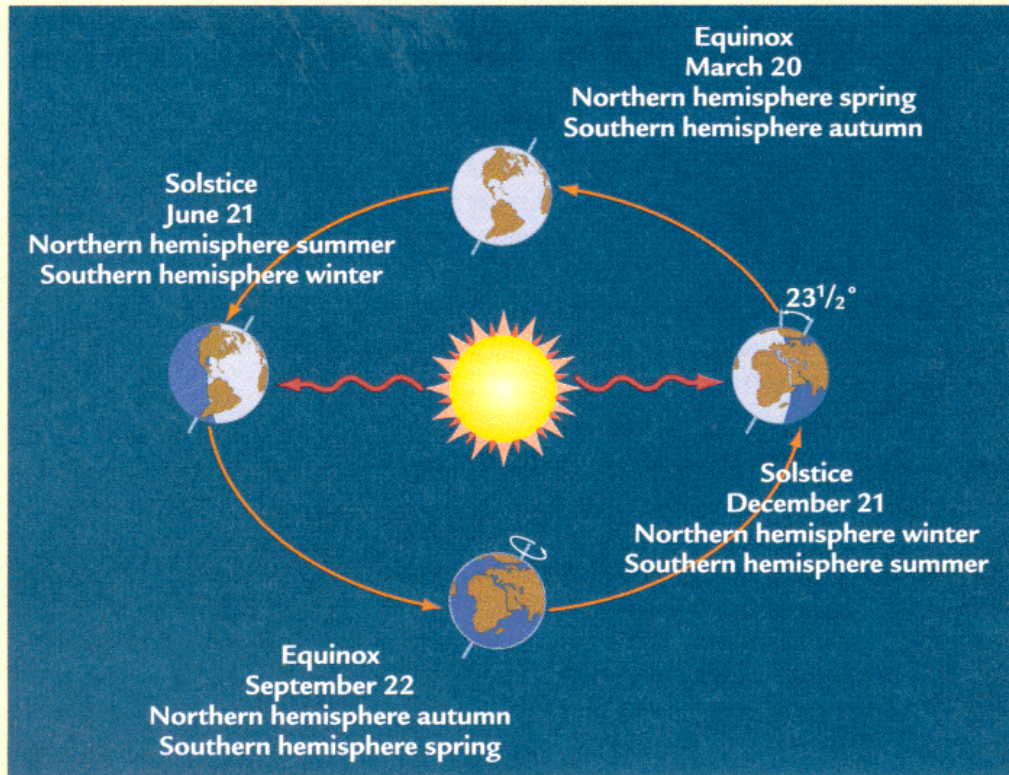 Equinox
March 20
Northern hemisphere spring
Southern hemisphere autumn
Solstice
June 21
Northern hemisphere summer
Southern hemisphere winter
23½°
Solstice
December 21
Northern hemisphere winter
Southern hemisphere summer
Equinox
September 22
Northern hemisphere autumn
Southern hemisphere spring